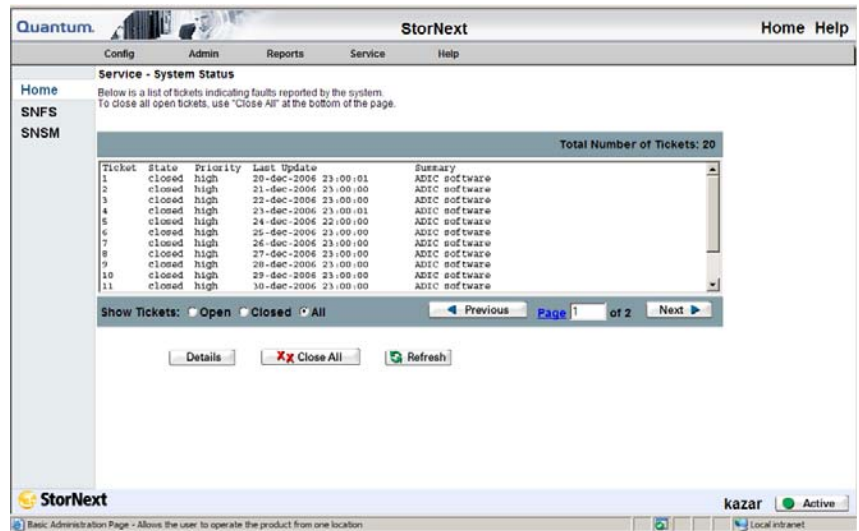 Quantum.
StorNext
Home Help
Config Admin Reports Service Help
Home
SNFS
SNSM
Service - System Status
Below is a list of tickets indicating faults reported by the system.
To close all open tickets, use "Close All" at the bottom of the page.
Total Number of Tickets: 20
Ticket State Priority Last Update Summary
1 closed high 20-dec-2006 23:00:01 ADIC software
2 closed high 21-dec-2006 23:00:00 ADIC software
3 closed high 22-dec-2006 23:00:00 ADIC software
4 closed high 23-dec-2006 23:00:01 ADIC software
5 closed high 24-dec-2006 22:00:00 ADIC software
6 closed high 25-dec-2006 23:00:00 ADIC software
7 closed high 26-dec-2006 23:00:00 ADIC software
8 closed high 27-dec-2006 23:00:00 ADIC software
9 closed high 28-dec-2006 23:00:00 ADIC software
10 closed high 29-dec-2006 23:00:00 ADIC software
11 closed high 30-dec-2006 23:00:00 ADIC software
Show Tickets: Open Closed All
Previous Page 1 of 2 Next
Details Close All Refresh
StorNext
kazar Active
Basic Administration Page - Allows the user to operate the product from one location
Local intranet